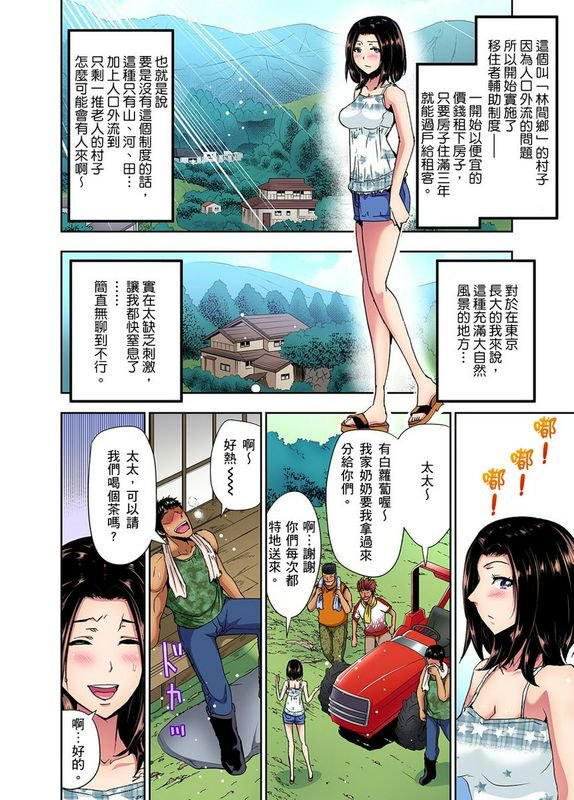 這個叫「林間鄉」的村子
因為人口外流的問題
所以開始實施了
移住者輔助制度──
一開始以便宜的
價錢租下房子，
只要房子住滿三年
就能過戶給租客。
也就是說
要是沒有這個制度的話，
這種只有山、河、田…
加上人口外流到
只剩一推老人的村子
怎麼可能會有人來啊～
對於在東京
長大的我來說，
這種充滿大自然
風景的地方…
實在太缺乏刺激，
讓我都快窒息了
……
簡直無聊到不行。
嘟！
嘟！
嘟！
太太～
有白蘿蔔喔～
我家奶奶要我拿過來
分給你們。
啊…謝謝
你們每次都
特地送來。
啊～
好熱～～
ドカッ
太太，可以請
我們喝個茶嗎？
啊…好的。